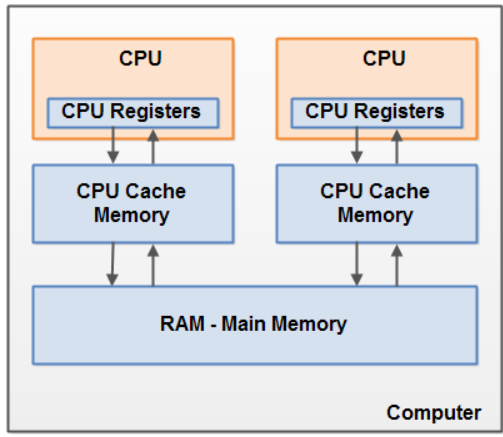 CPU
CPU
CPU Registers
CPU Registers
CPU Cache
Memory
CPU Cache
Memory
RAM - Main Memory
Computer